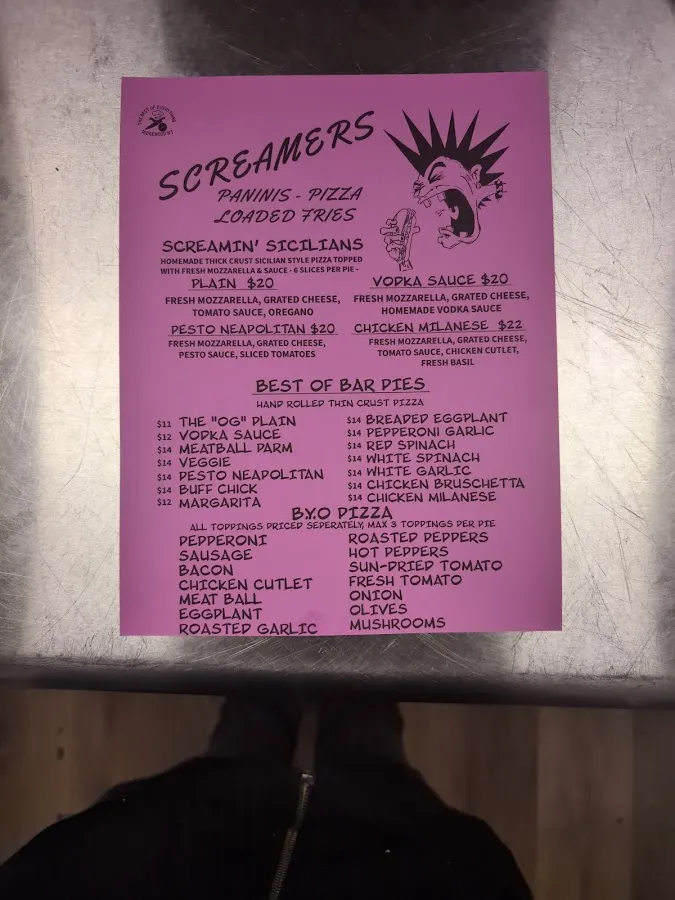 THE BEST OF EVERYTHING
SCREAMERS
PANINIS - PIZZA
LOADED FRIES
SCREAMIN' SICILIANS
HOMEMADE THICK CRUST SICILIAN STYLE PIZZA TOPPED
WITH FRESH MOZZARELLA & SAUCE - 6 SLICES PER PIE -
PLAIN $20
FRESH MOZZARELLA, GRATED CHEESE,
TOMATO SAUCE, OREGANO
VODKA SAUCE $20
FRESH MOZZARELLA, GRATED CHEESE,
HOMEMADE VODKA SAUCE
PESTO NEAPOLITAN $20
FRESH MOZZARELLA, GRATED CHEESE,
PESTO SAUCE, SLICED TOMATOES
CHICKEN MILANESE $22
FRESH MOZZARELLA, GRATED CHEESE,
TOMATO SAUCE, CHICKEN CUTLET,
FRESH BASIL
BEST OF BAR PIES
HAND ROLLED THIN CRUST PIZZA
$11 THE "OG" PLAIN
$12 VODKA SAUCE
$14 MEATBALL PARM
$14 VEGGIE
$14 PESTO NEAPOLITAN
$14 BUFF CHICK
$12 MARGARITA
$14 BREADED EGGPLANT
$14 PEPPERONI GARLIC
$14 RED SPINACH
$14 WHITE SPINACH
$14 WHITE GARLIC
$14 CHICKEN BRUSCHETTA
$14 CHICKEN MILANESE
B.Y.O PIZZA
ALL TOPPINGS PRICED SEPERATELY, MAX 3 TOPPINGS PER PIE
PEPPERONI
SAUSAGE
BACON
CHICKEN CUTLET
MEAT BALL
EGGPLANT
ROASTED GARLIC
ROASTED PEPPERS
HOT PEPPERS
SUN-DRIED TOMATO
FRESH TOMATO
ONION
OLIVES
MUSHROOMS